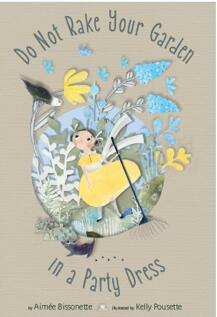 Do Not Rake Your Garden
in a Party Dress
by Aimée Bissonette illustrated by Kelly Pousette